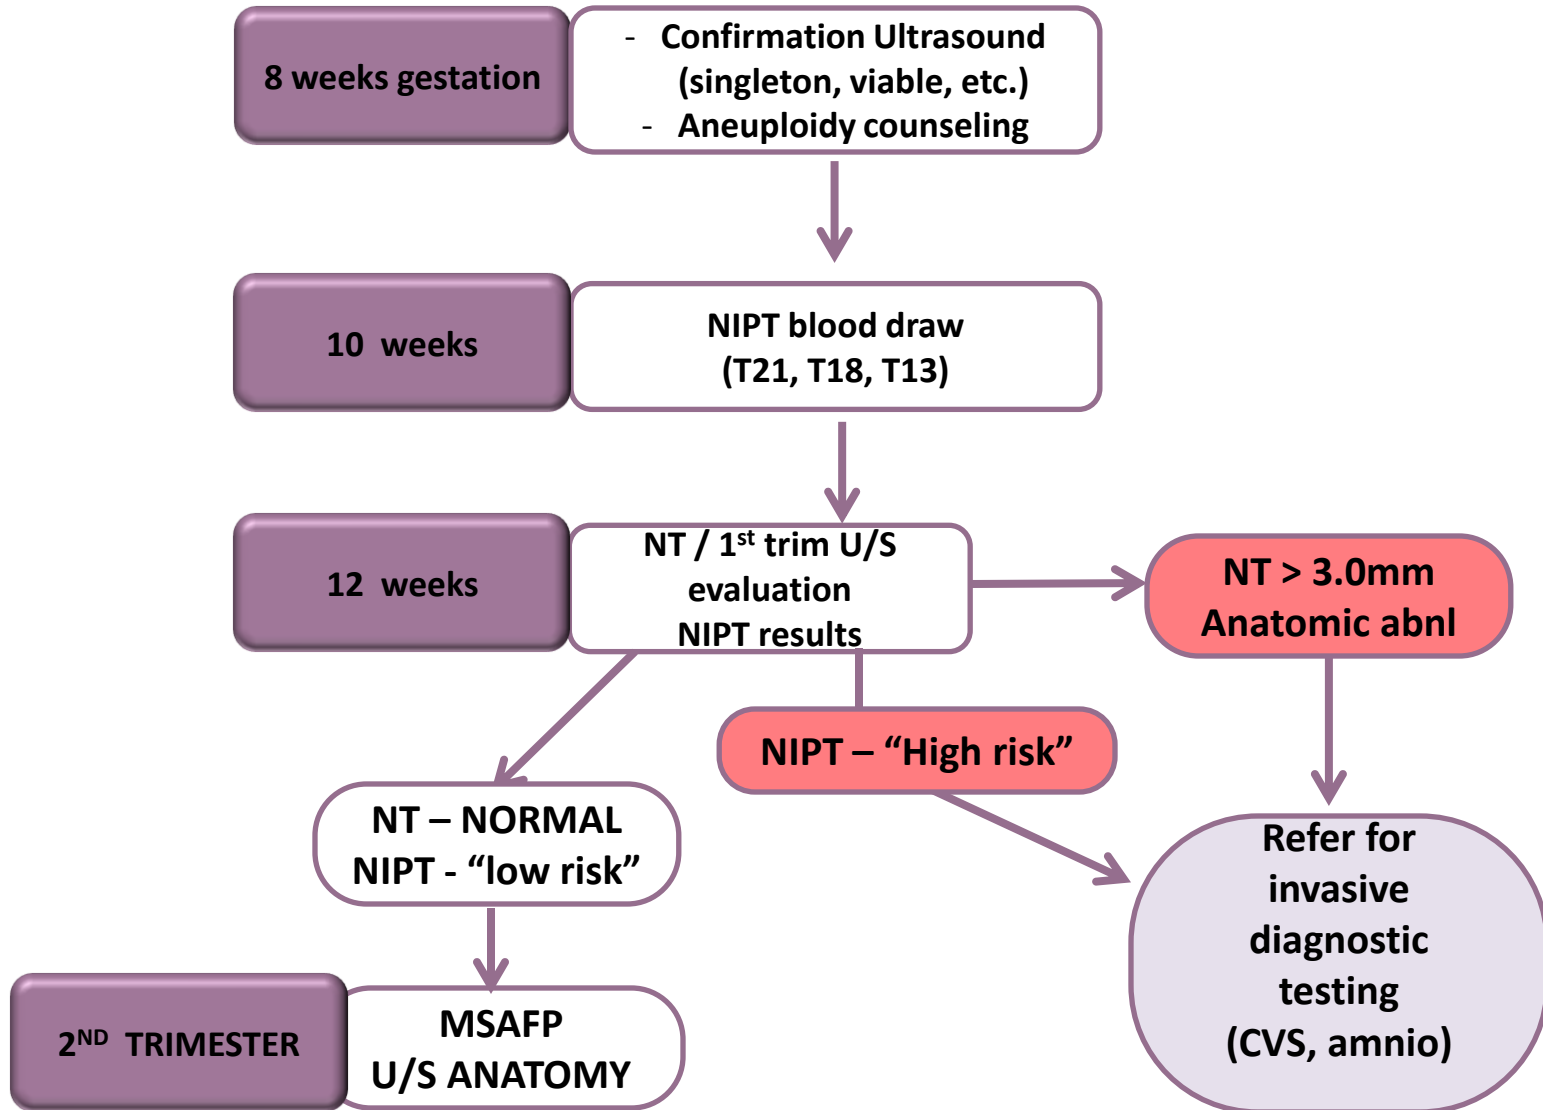 8 weeks gestation
- Confirmation Ultrasound
(singleton, viable, etc.)
- Aneuploidy counseling
10 weeks
NIPT blood draw
(T21, T18, T13)
12 weeks
NT / 1st trim U/S
evaluation
NIPT results
NT > 3.0mm
Anatomic abnl
NIPT – “High risk”
NT – NORMAL
NIPT - “low risk”
Refer for
invasive
diagnostic
testing
(CVS, amnio)
2ND TRIMESTER
MSAFP
U/S ANATOMY